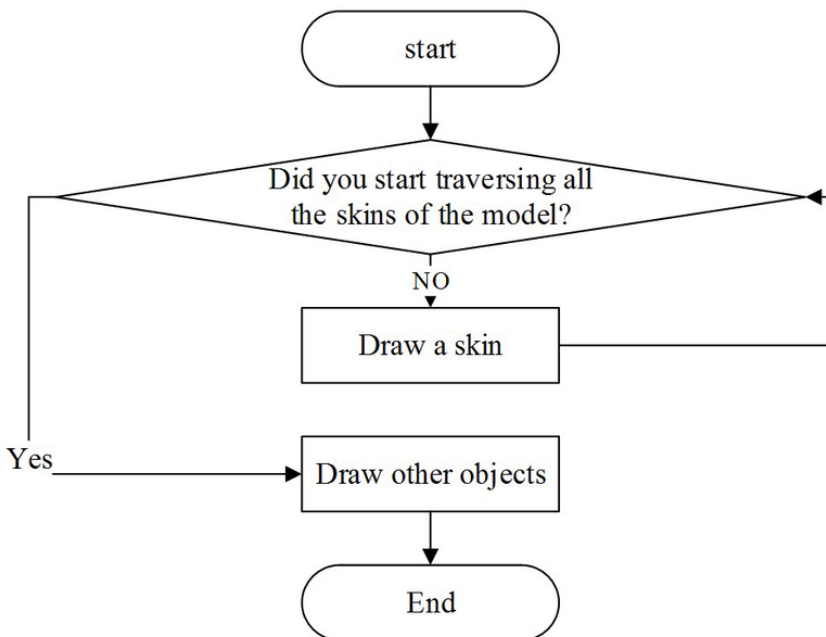 start
Did you start traversing all
the skins of the model?
NO
Draw a skin
Yes
Draw other objects
End